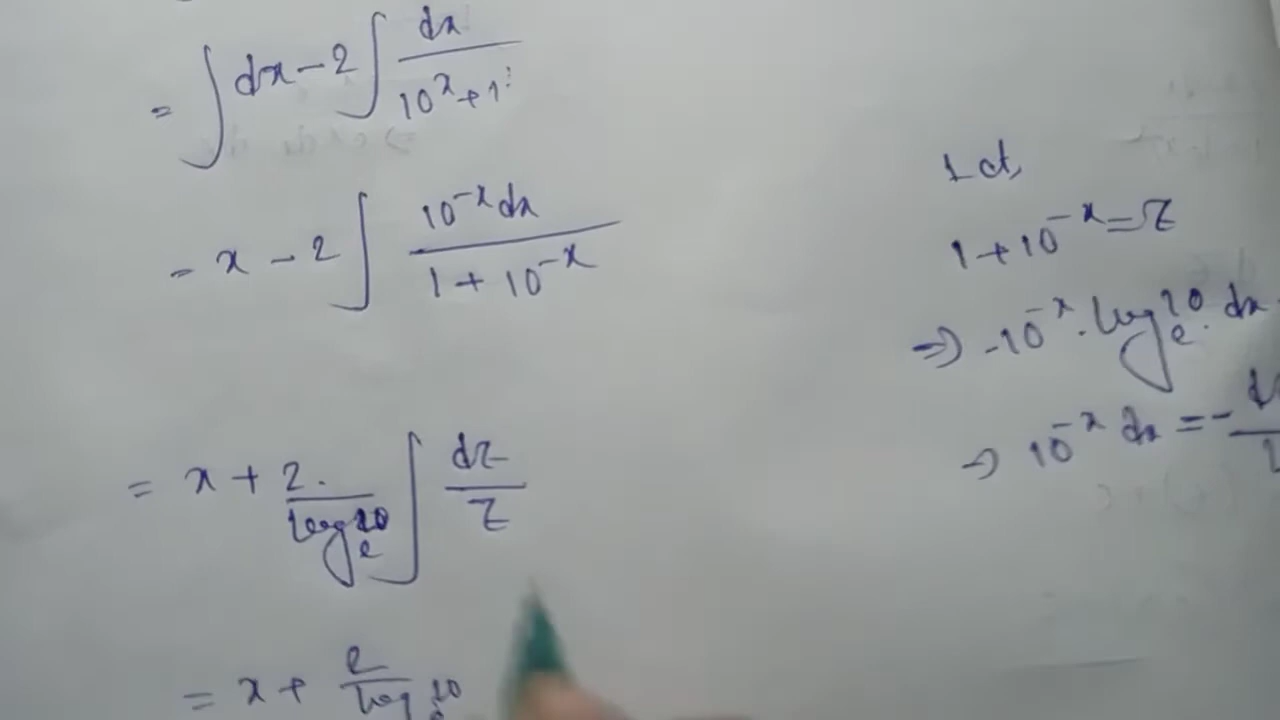 = ∫ dx - 2 ∫ dx / (10^x + 1)
= x - 2 ∫ 10^-x dx / (1 + 10^-x)
= x + 2. / log_e 10 ∫ dz / z
= x + 2 / log_e 10
Let,
1 + 10^-x = z
⇒ -10^-x . log_e 10 . dx
⇒ 10^-x dx = -